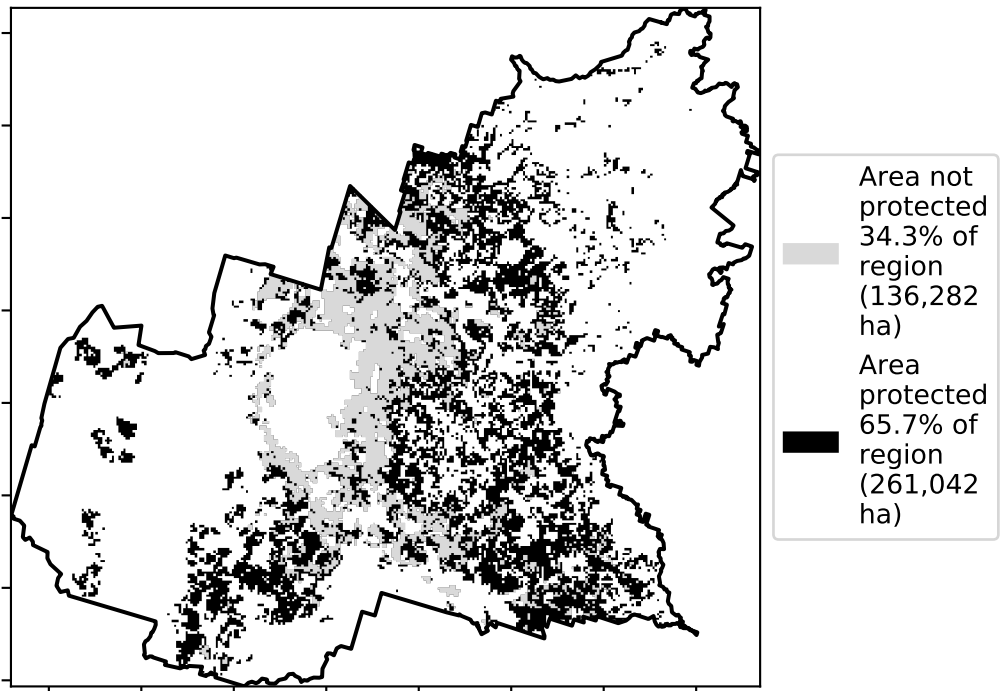 Area not
protected
34.3% of
region
(136,282
ha)
Area
protected
65.7% of
region
(261,042
ha)